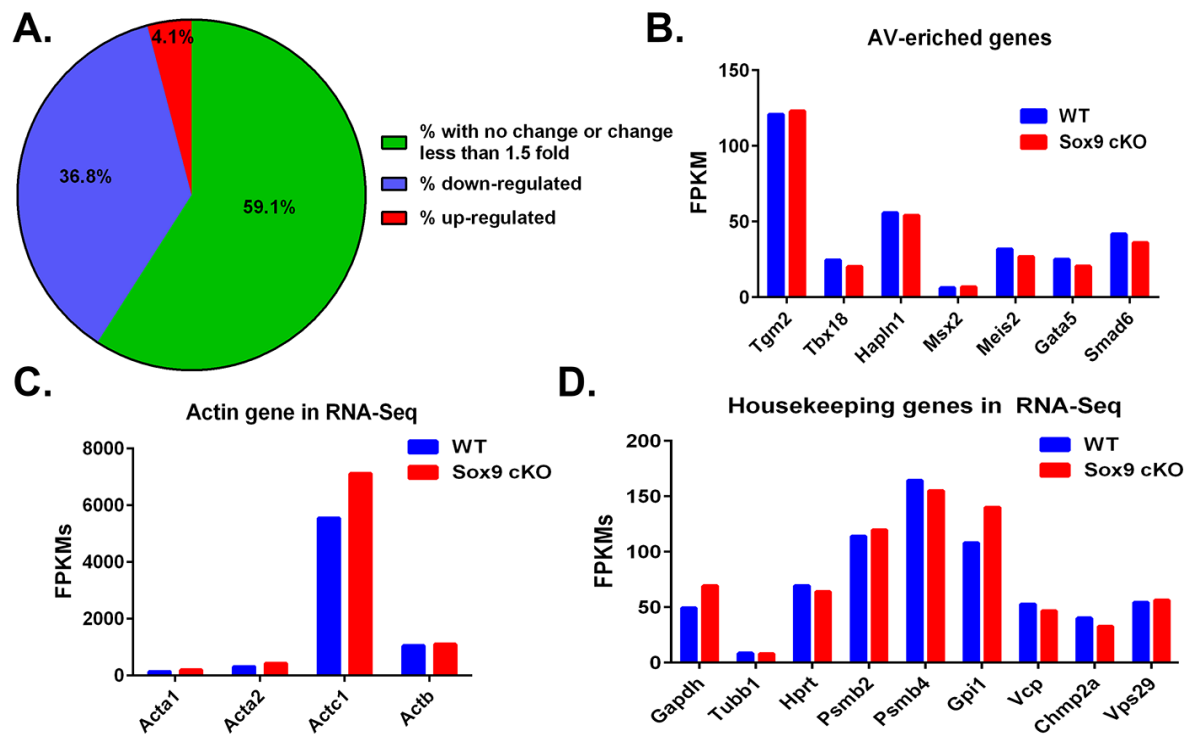 A.
4.1%
36.8%
59.1%
% with no change or change
less than 1.5 fold
% down-regulated
% up-regulated
B.
AV-eriched genes
FPKM
150
100
50
0
WT
Sox9 cKO
Tgm2
Tbx18
Hapln1
Msx2
Meis2
Gata5
Smad6
C.
Actin gene in RNA-Seq
FPKMs
8000
6000
4000
2000
0
WT
Sox9 cKO
Acta1
Acta2
Actc1
Actb
D.
Housekeeping genes in RNA-Seq
FPKMs
200
150
100
50
0
WT
Sox9 cKO
Gapdh
Tubb1
Hprt
Psmb2
Psmb4
Gpi1
Vcp
Chmp2a
Vps29